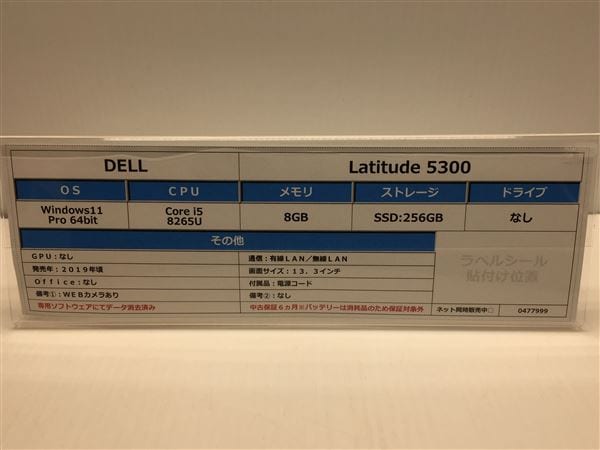 DELL Latitude 5300
OS CPU メモリ ストレージ ドライブ
Windows11 Core i5 8GB SSD:256GB なし
Pro 64bit 8265U
その他
GPU:なし 通信:有線LAN/無線LAN
発売年:2019年頃 画面サイズ:13.3インチ
Office:なし 付属品:電源コード
備考①:WEBカメラあり 備考②:なし
専用ソフトウェアにてデータ消去済み 中古保証6ヵ月※バッテリーは消耗品のため保証対象外
ラベルシール
貼付け位置
ネット同時販売中□ 0477999